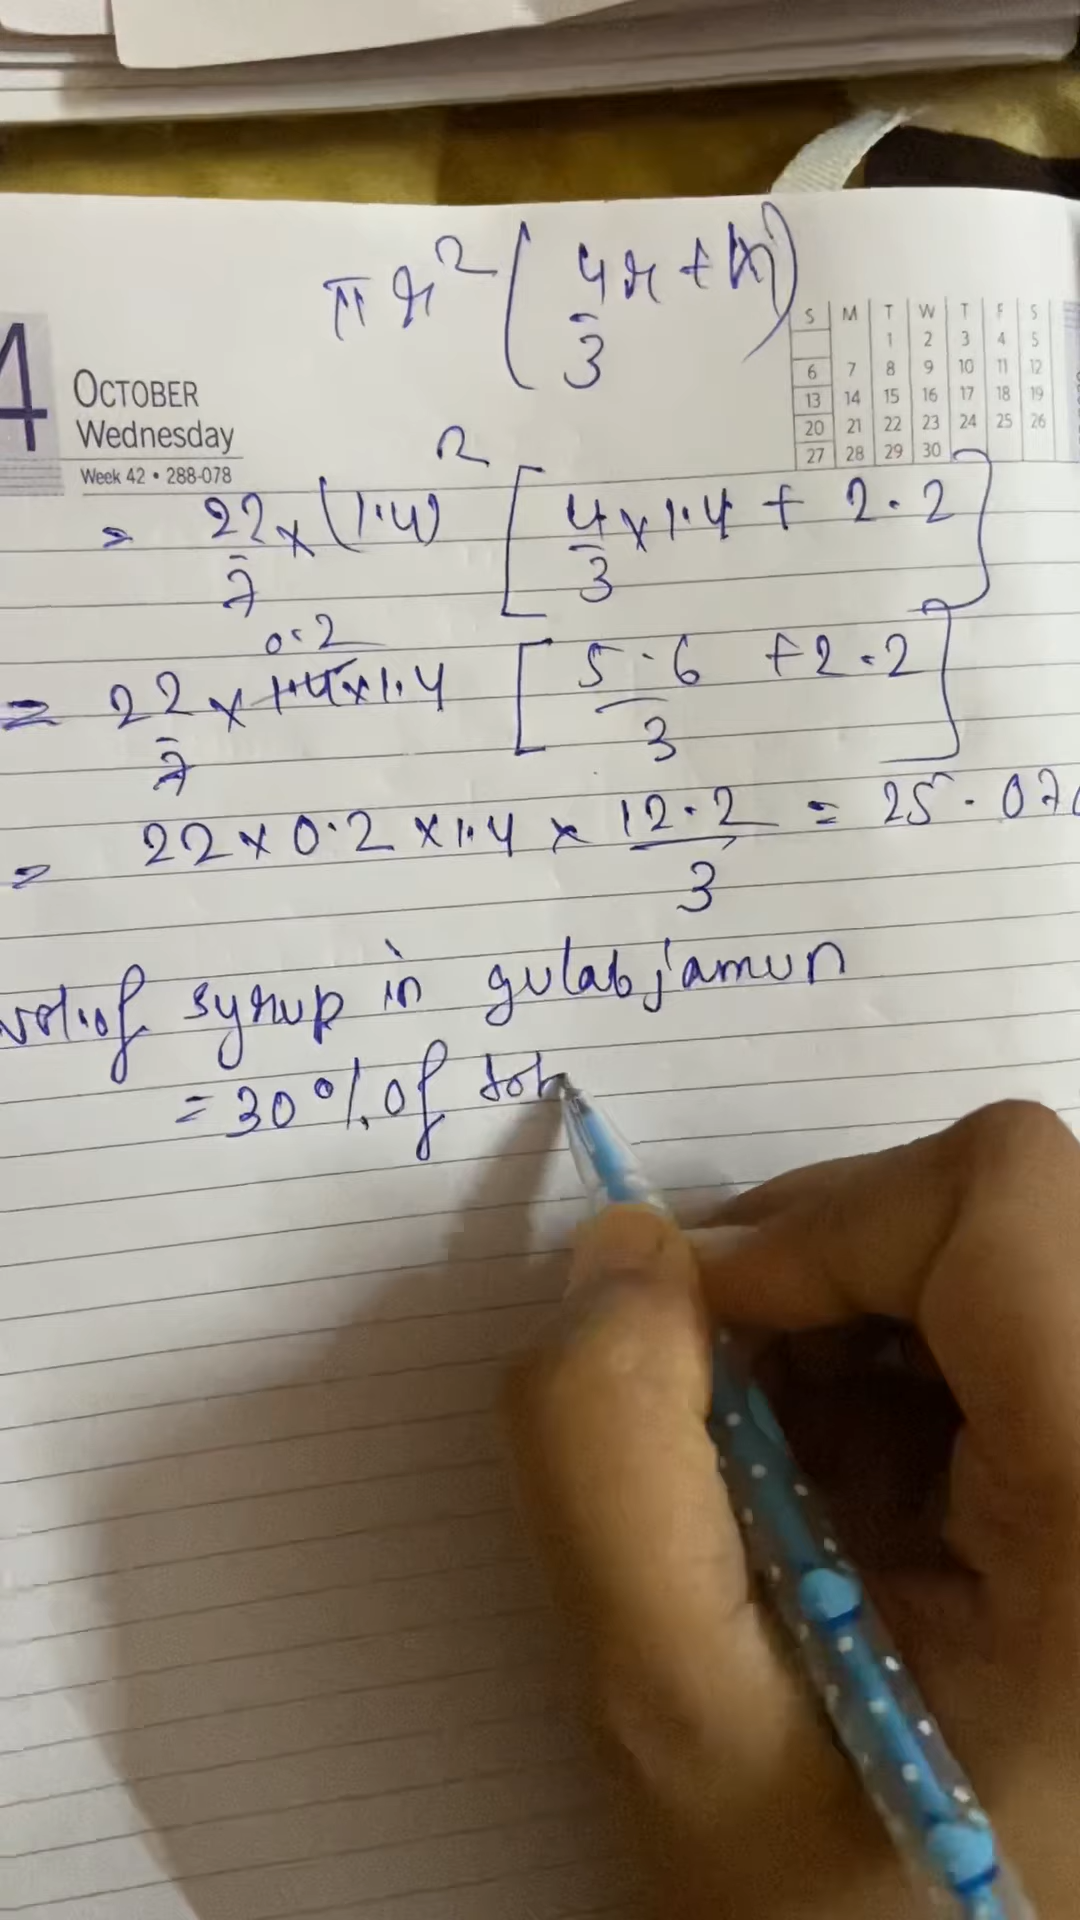 πr² (4/3 r + h)
S M T W T F S
1 2 3 4 5
6 7 8 9 10 11 12
13 14 15 16 17 18 19
20 21 22 23 24 25 26
27 28 29 30
4
OCTOBER
Wednesday
Week 42 • 288-078
= 22/7 × (1.4)² [4/3 × 1.4 + 2.2]
0.2
= 22/7 × 1.4 × 1.4 [5.6/3 + 2.2]
= 22 × 0.2 × 1.4 × 12.2/3 = 25.07
vol. of syrup in gulab jamun
= 30% of tot